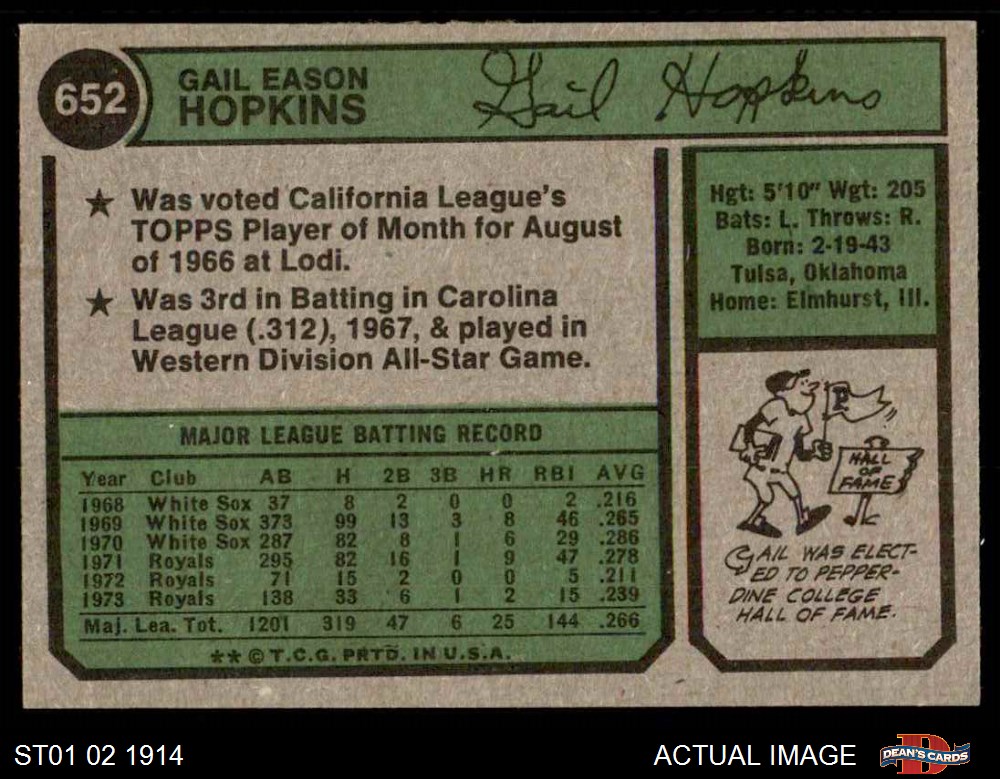 652
GAIL EASON
HOPKINS
Gail Hopkins
★ Was voted California League's
TOPPS Player of Month for August
of 1966 at Lodi.
★ Was 3rd in Batting in Carolina
League (.312), 1967, & played in
Western Division All-Star Game.
Hgt: 5'10" Wgt: 205
Bats: L. Throws: R.
Born: 2-19-43
Tulsa, Oklahoma
Home: Elmhurst, Ill.
MAJOR LEAGUE BATTING RECORD
Year Club AB H 2B 3B HR RBI AVG
1968 White Sox 37 8 2 0 0 2 .216
1969 White Sox 373 99 13 3 8 46 .265
1970 White Sox 287 82 8 1 6 29 .286
1971 Royals 295 82 16 1 9 47 .278
1972 Royals 71 15 2 0 0 5 .211
1973 Royals 138 33 6 1 2 15 .239
Maj. Lea. Tot. 1201 319 47 6 25 144 .266
** © T.C.G. PRTD. IN U.S.A.
P
HALL
OF
FAME
GAIL WAS ELECT-
ED TO PEPPER-
DINE COLLEGE
HALL OF FAME.
ST01 02 1914
ACTUAL IMAGE
D
DEAN'S CARDS